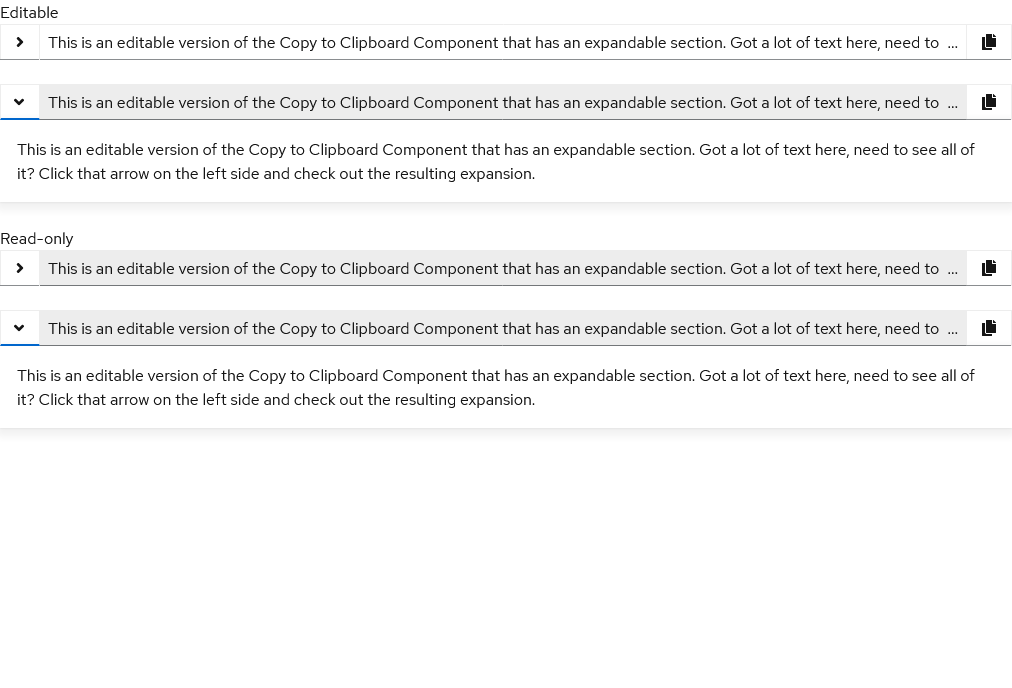 Editable
This is an editable version of the Copy to Clipboard Component that has an expandable section. Got a lot of text here, need to ...
This is an editable version of the Copy to Clipboard Component that has an expandable section. Got a lot of text here, need to ...
This is an editable version of the Copy to Clipboard Component that has an expandable section. Got a lot of text here, need to see all of
it? Click that arrow on the left side and check out the resulting expansion.
Read-only
This is an editable version of the Copy to Clipboard Component that has an expandable section. Got a lot of text here, need to ...
This is an editable version of the Copy to Clipboard Component that has an expandable section. Got a lot of text here, need to ...
This is an editable version of the Copy to Clipboard Component that has an expandable section. Got a lot of text here, need to see all of
it? Click that arrow on the left side and check out the resulting expansion.